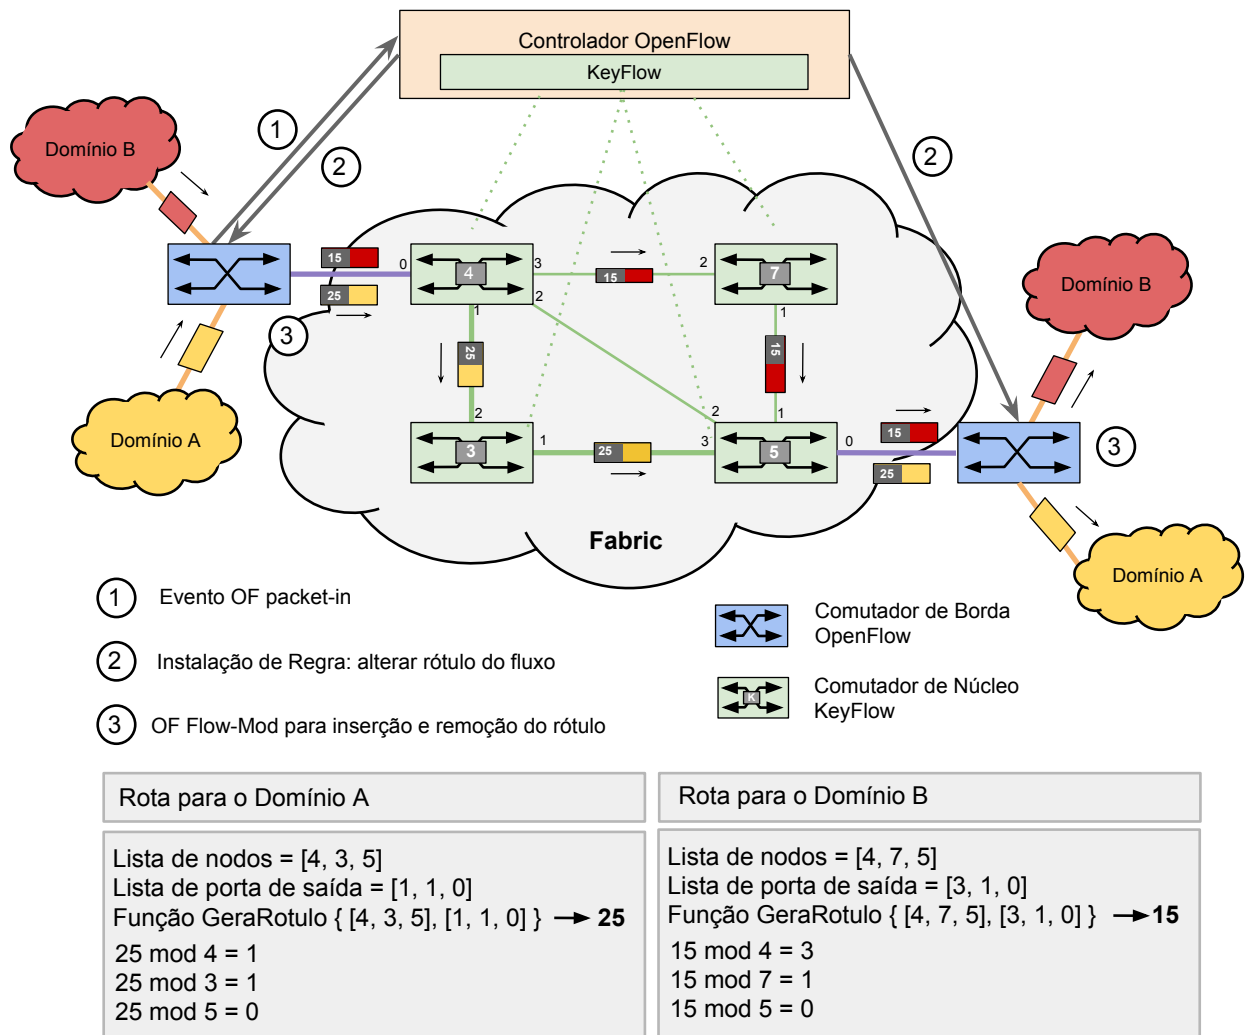 Controlador OpenFlow
KeyFlow
1
2
2
Domínio B
15
25
0
4
3
2
1
15
2
7
1
Domínio B
3
25
15
Domínio A
2
3
1
25
2
3
1
5
0
15
25
3
Fabric
Domínio A
1 Evento OF packet-in
2 Instalação de Regra: alterar rótulo do fluxo
3 OF Flow-Mod para inserção e remoção do rótulo
Comutador de Borda
OpenFlow
K
Comutador de Núcleo
KeyFlow
Rota para o Domínio A
Lista de nodos = [4, 3, 5]
Lista de porta de saída = [1, 1, 0]
Função GeraRotulo { [4, 3, 5], [1, 1, 0] } → 25
25 mod 4 = 1
25 mod 3 = 1
25 mod 5 = 0
Rota para o Domínio B
Lista de nodos = [4, 7, 5]
Lista de porta de saída = [3, 1, 0]
Função GeraRotulo { [4, 7, 5], [3, 1, 0] } → 15
15 mod 4 = 3
15 mod 7 = 1
15 mod 5 = 0